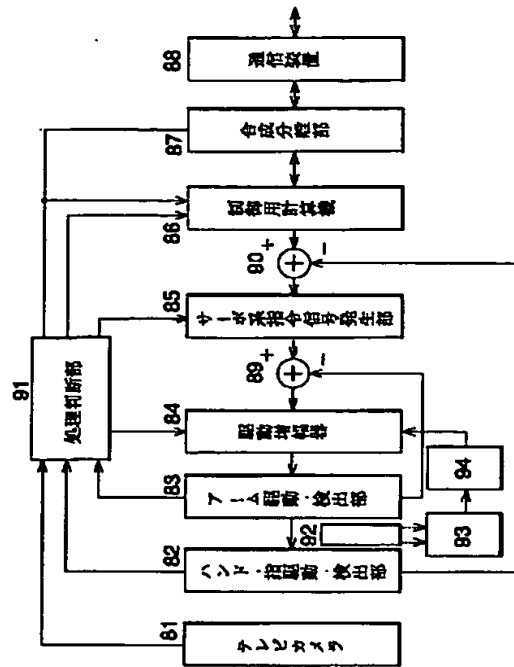 91
処理判断部
81
テレビカメラ
82
ハンド・指駆動・検出部
83
アーム駆動・検出部
84
駆動増幅器
89
+
−
85
サーボ系指令信号発生部
90
+
−
86
制御用計算機
87
合成分離部
88
通信装置
92
93
94